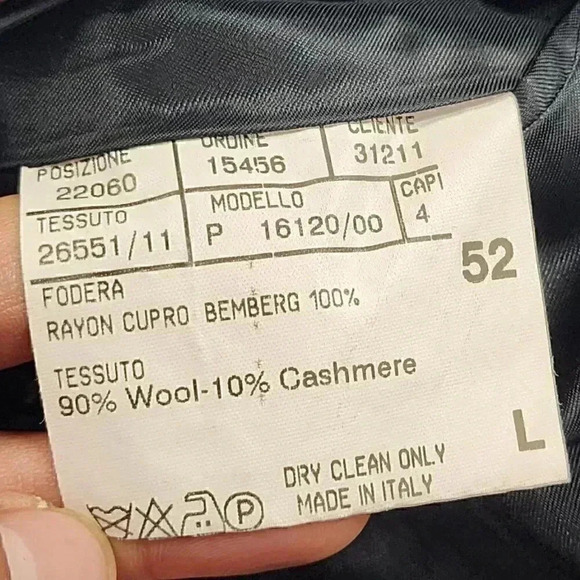 POSIZIONE ORDINE CLIENTE
22060 15456 31211
TESSUTO MODELLO CAPI
26551/11 P 16120/00 4
52
FODERA
RAYON CUPRO BEMBERG 100%
TESSUTO
90% Wool-10% Cashmere
L
DRY CLEAN ONLY
MADE IN ITALY
P